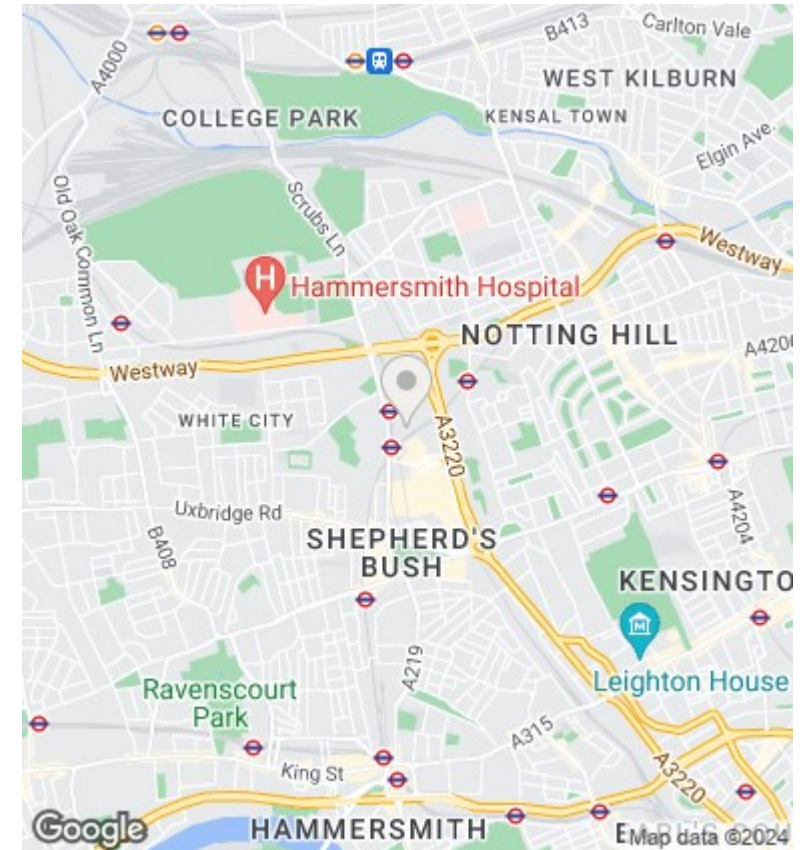 B413
Carlton Vale
A4000
WEST KILBURN
COLLEGE PARK
KENSAL TOWN
Elgin Ave.
Old Oak Common Ln
Scrubs Ln
Westway
H
Hammersmith Hospital
NOTTING HILL
A4206
Westway
WHITE CITY
A3220
Uxbridge Rd
A4204
B408
SHEPHERD'S
BUSH
KENSINGTO
M
Leighton House
A219
Ravenscourt
Park
A315
A3220
King St
Google
HAMMERSMITH
Map data ©2024